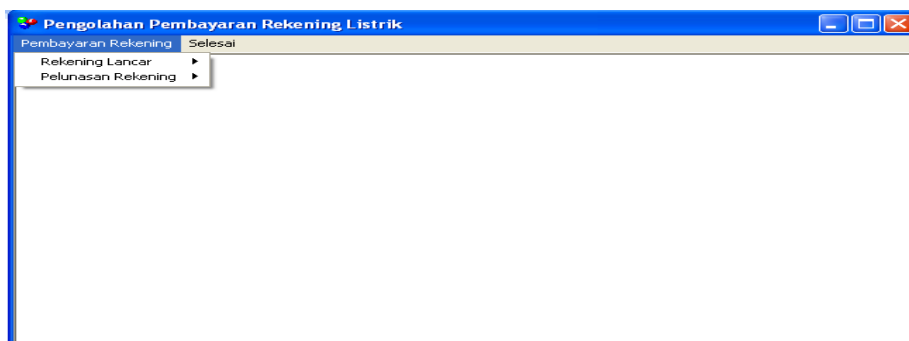 Pengolahan Pembayaran Rekening Listrik
Pembayaran Rekening Selesai
Rekening Lancar
Pelunasan Rekening